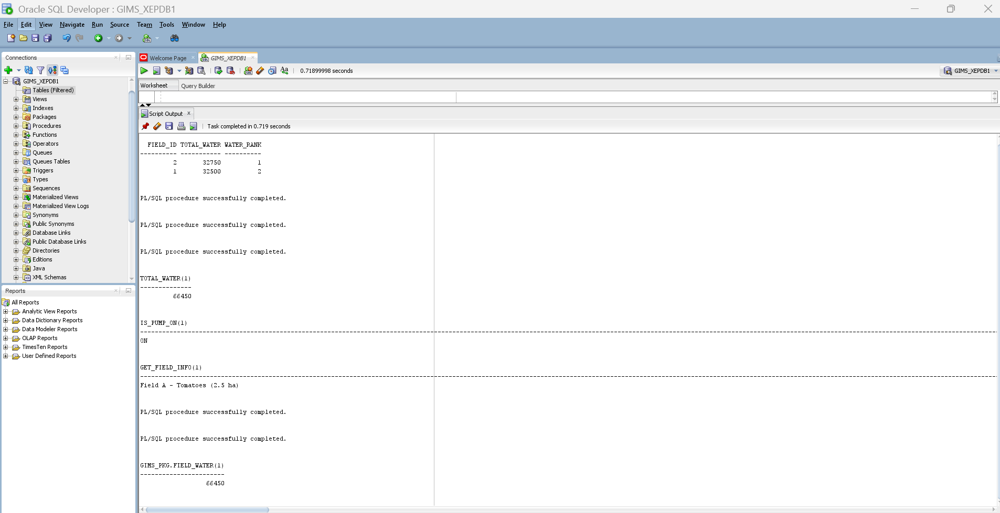 Oracle SQL Developer : GIMS_XEPDB1
File Edit View Navigate Run Source Team Tools Window Help
Connections
GIMS_XEPDB1
Tables (Filtered)
Views
Indexes
Packages
Procedures
Functions
Operators
Queues
Queues Tables
Triggers
Types
Sequences
Materialized Views
Materialized View Logs
Synonyms
Public Synonyms
Database Links
Public Database Links
Directories
Editions
Java
XML Schemas
Reports
All Reports
Analytic View Reports
Data Dictionary Reports
Data Modeler Reports
OLAP Reports
TimesTen Reports
User Defined Reports
Welcome Page GIMS_XEPDB1
0.71899998 seconds GIMS_XEPDB1
Worksheet Query Builder
Script Output
Task completed in 0.719 seconds
FIELD_ID TOTAL_WATER WATER_RANK
---------- ----------- ----------
2 32750 1
1 32500 2
PL/SQL procedure successfully completed.
PL/SQL procedure successfully completed.
PL/SQL procedure successfully completed.
TOTAL_WATER(1)
--------------
66450
IS_PUMP_ON(1)
ON
GET_FIELD_INFO(1)
Field A - Tomatoes (2.5 ha)
PL/SQL procedure successfully completed.
PL/SQL procedure successfully completed.
GIMS_PKG.FIELD_WATER(1)
-----------------------
66450